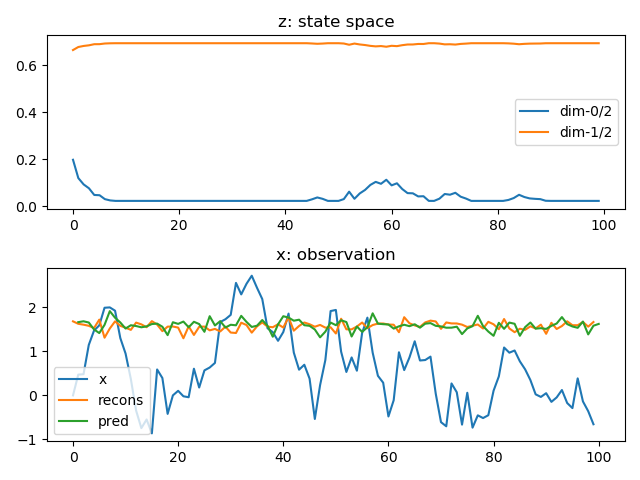 z: state space
0.6
0.4
0.2
0.0
dim-0/2
dim-1/2
0 20 40 60 80 100
x: observation
2
1
0
−1
x
recons
pred
0 20 40 60 80 100